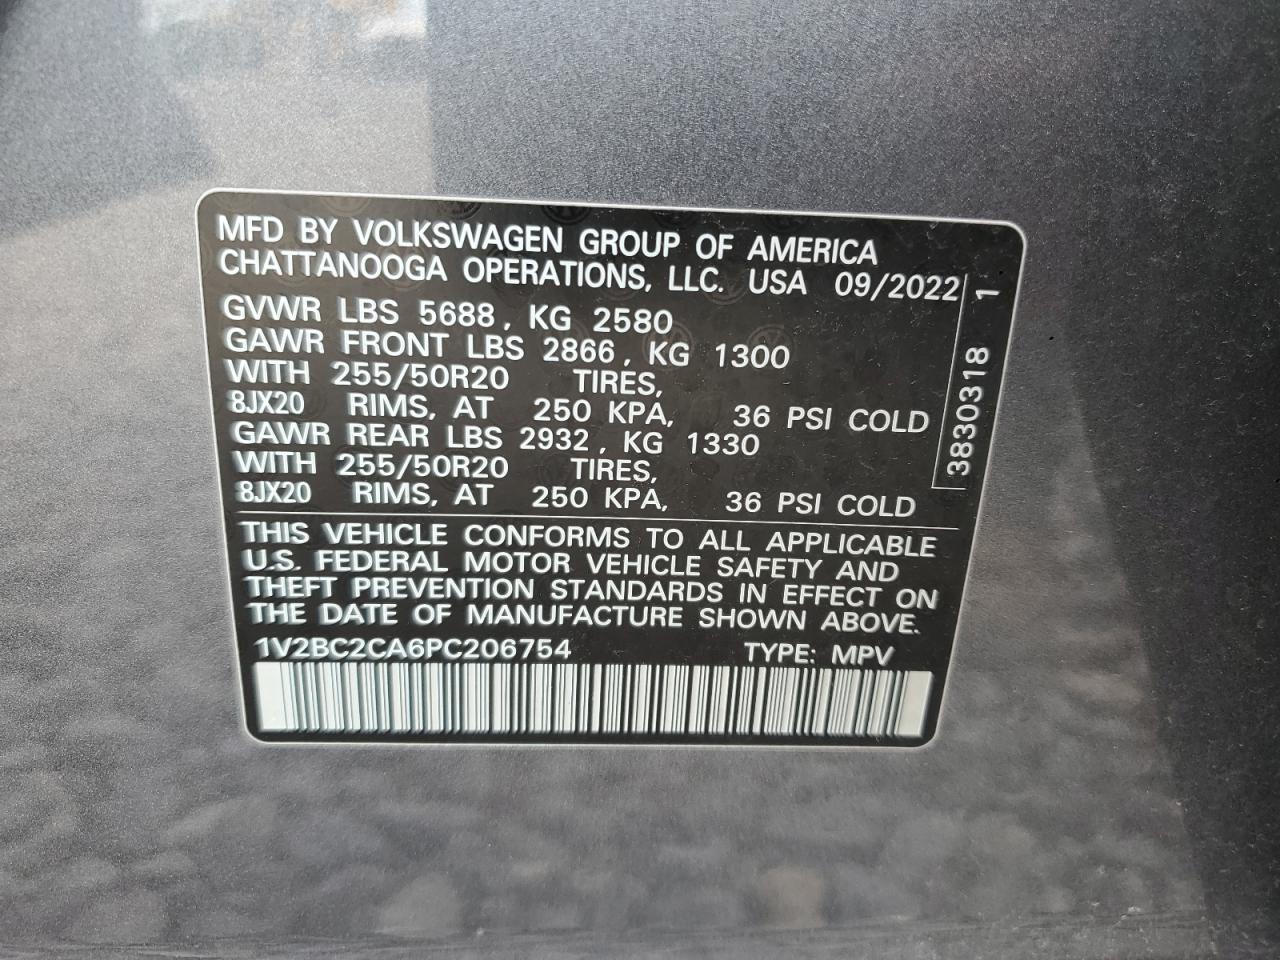 MFD BY VOLKSWAGEN GROUP OF AMERICA
CHATTANOOGA OPERATIONS, LLC. USA 09/2022
GVWR LBS 5688, KG 2580
GAWR FRONT LBS 2866, KG 1300
WITH 255/50R20 TIRES,
8JX20 RIMS, AT 250 KPA, 36 PSI COLD
GAWR REAR LBS 2932, KG 1330
WITH 255/50R20 TIRES,
8JX20 RIMS, AT 250 KPA, 36 PSI COLD
3830318 1
THIS VEHICLE CONFORMS TO ALL APPLICABLE
U.S. FEDERAL MOTOR VEHICLE SAFETY AND
THEFT PREVENTION STANDARDS IN EFFECT ON
THE DATE OF MANUFACTURE SHOWN ABOVE.
1V2BC2CA6PC206754 TYPE: MPV